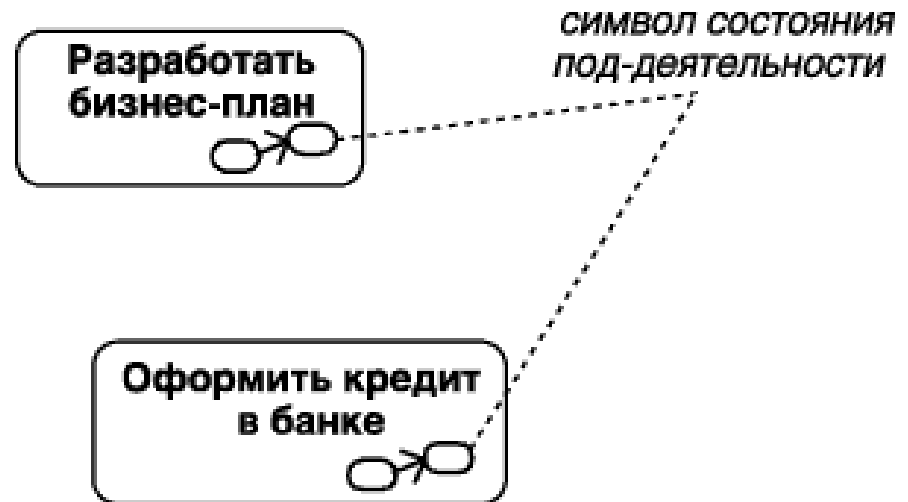 символ состояния
под-деятельности
Разработать
бизнес-план
Оформить кредит
в банке